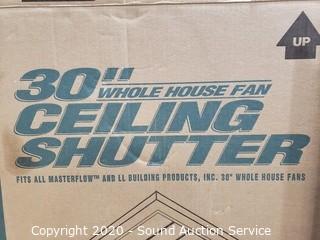 UP
30" WHOLE HOUSE FAN
CEILING
SHUTTER
FITS ALL MASTERFLOW™ AND LL BUILDING PRODUCTS, INC. 30" WHOLE HOUSE FANS
Copyright 2020 - Sound Auction Service